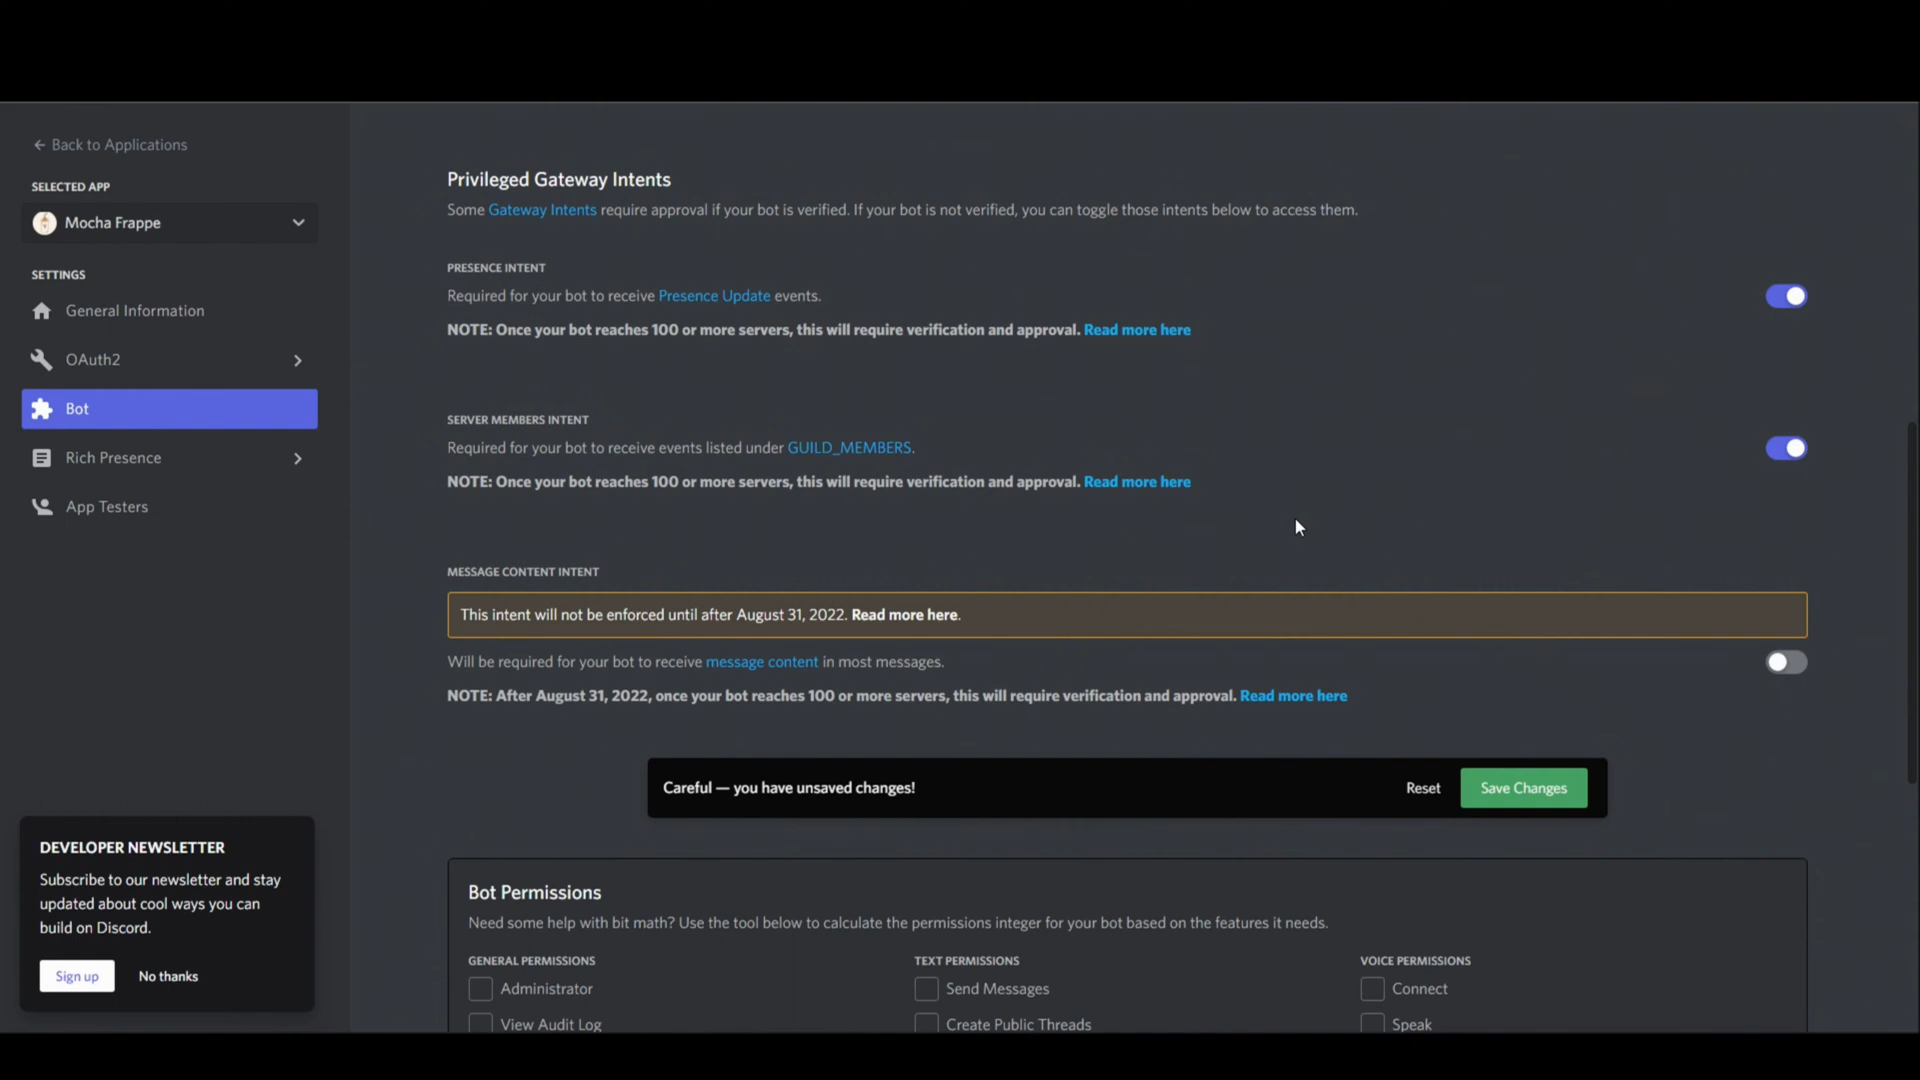 ← Back to Applications
SELECTED APP
Mocha Frappe
SETTINGS
General Information
OAuth2
Bot
Rich Presence
App Testers
DEVELOPER NEWSLETTER
Subscribe to our newsletter and stay
updated about cool ways you can
build on Discord.
Sign up No thanks
Privileged Gateway Intents
Some Gateway Intents require approval if your bot is verified. If your bot is not verified, you can toggle those intents below to access them.
PRESENCE INTENT
Required for your bot to receive Presence Update events.
NOTE: Once your bot reaches 100 or more servers, this will require verification and approval. Read more here
SERVER MEMBERS INTENT
Required for your bot to receive events listed under GUILD_MEMBERS.
NOTE: Once your bot reaches 100 or more servers, this will require verification and approval. Read more here
MESSAGE CONTENT INTENT
This intent will not be enforced until after August 31, 2022. Read more here.
Will be required for your bot to receive message content in most messages.
NOTE: After August 31, 2022, once your bot reaches 100 or more servers, this will require verification and approval. Read more here
Careful — you have unsaved changes! Reset Save Changes
Bot Permissions
Need some help with bit math? Use the tool below to calculate the permissions integer for your bot based on the features it needs.
GENERAL PERMISSIONS TEXT PERMISSIONS VOICE PERMISSIONS
Administrator Send Messages Connect
View Audit Log Create Public Threads Speak